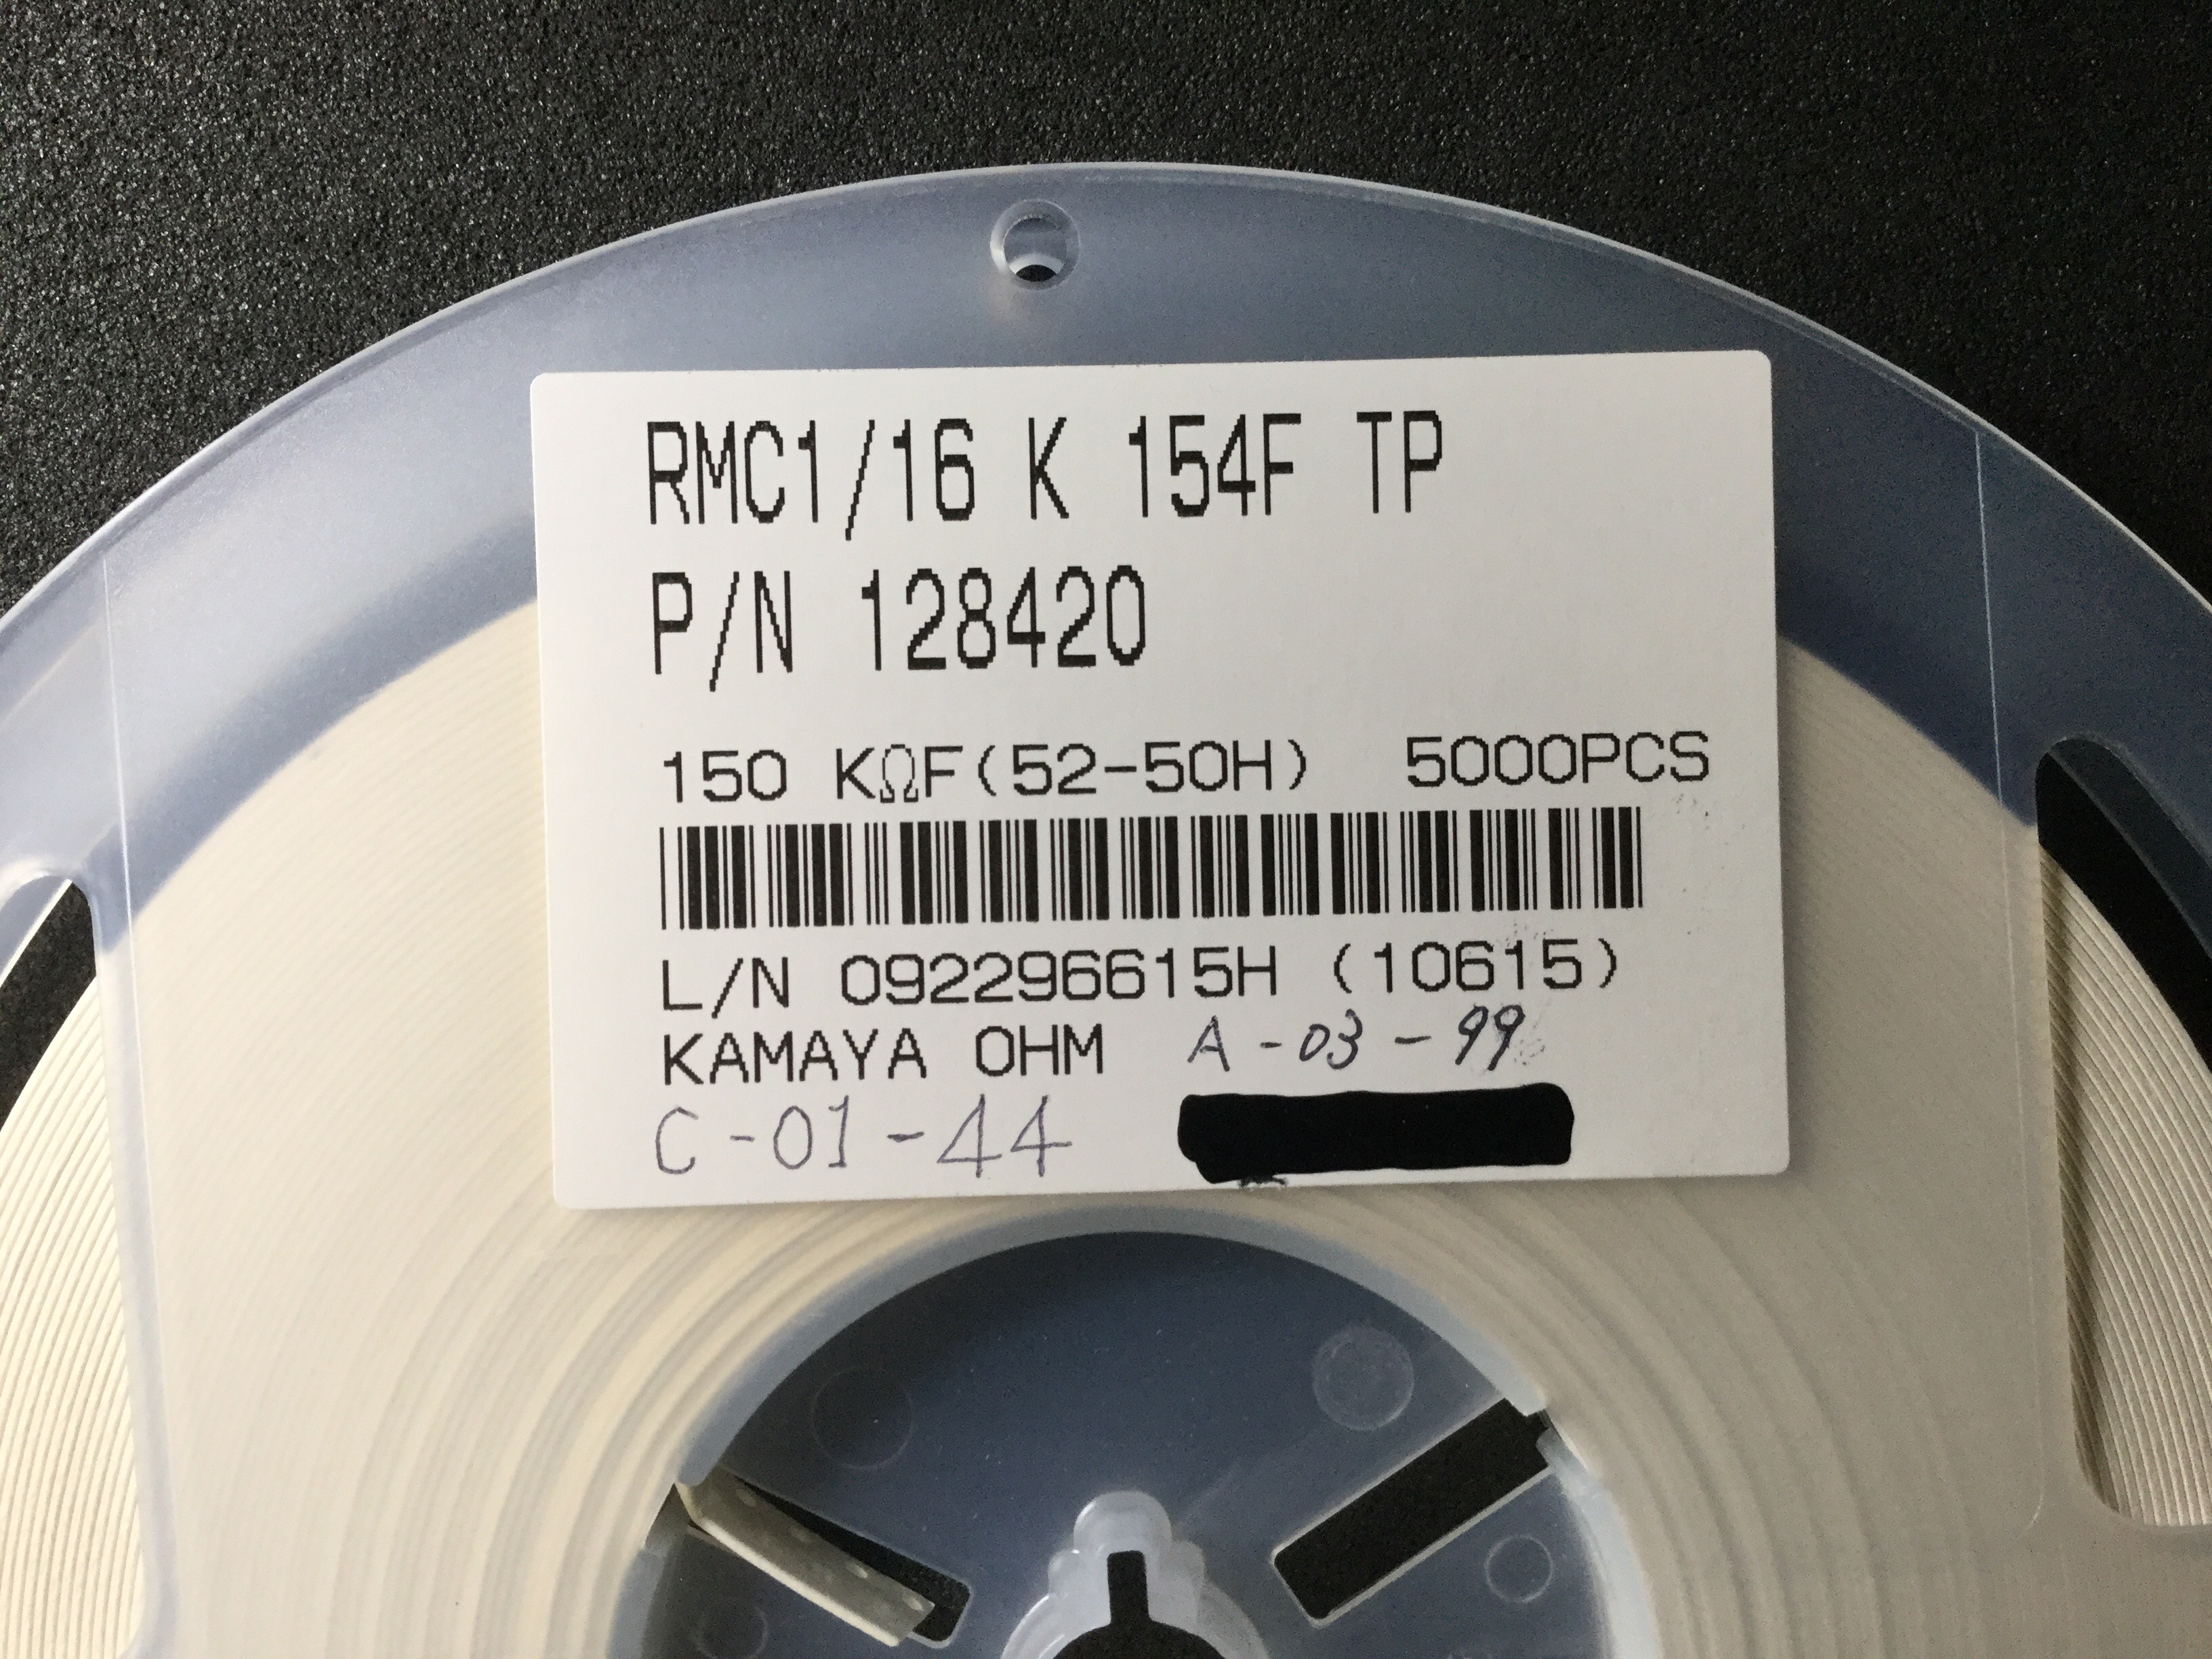 RMC1/16 K 154F TP
P/N 128420
150 KΩF(52-50H) 5000PCS
L/N 092296615H (10615)
KAMAYA OHM A-03-99
C-01-44